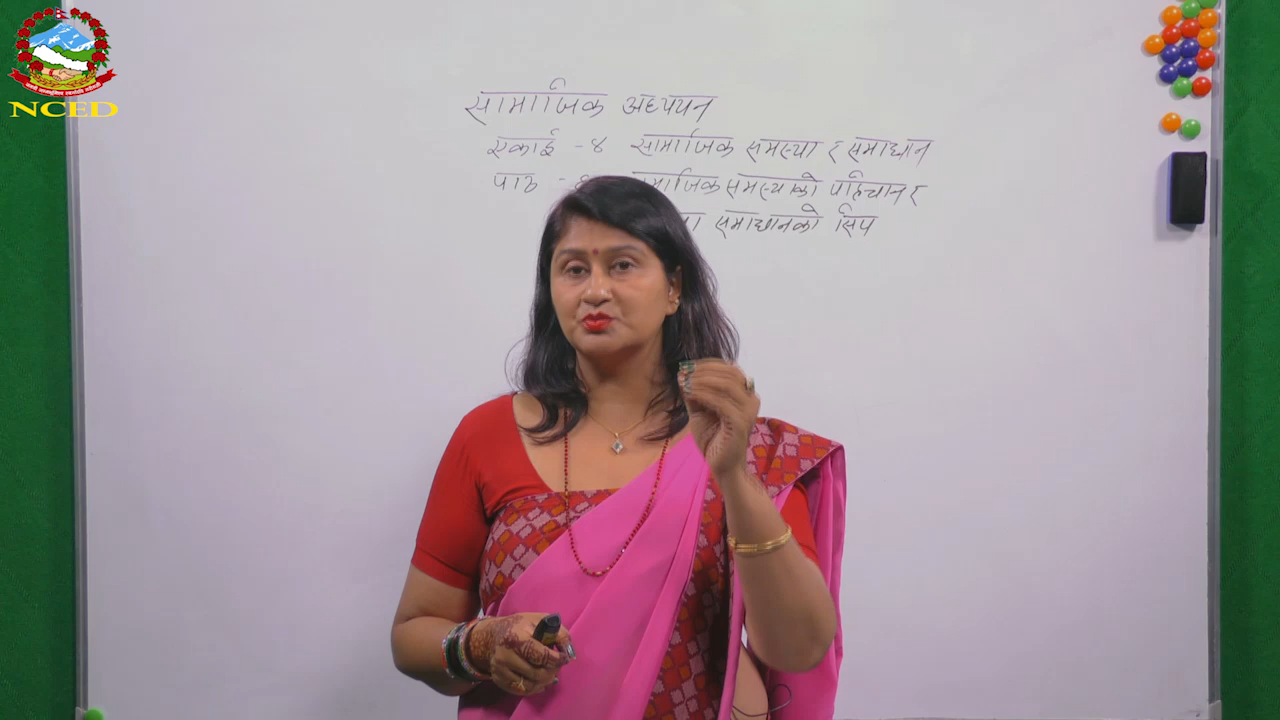 NCED
सामाजिक अध्ययन
एकाई - ४ सामाजिक समस्या र समाधान
पाठ - सामाजिक समस्याको पहिचान र
समाधानको सिप